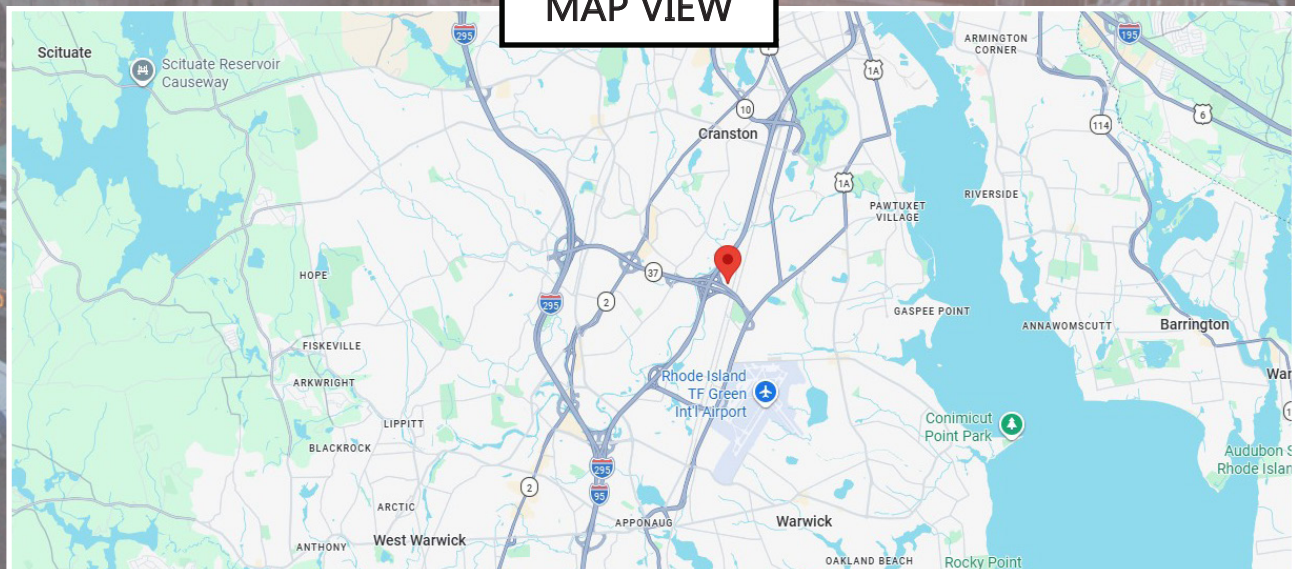 MAP VIEW
295
195
Scituate
ARMINGTON
CORNER
Scituate Reservoir
Causeway
1A
6
10
114
Cranston
1A
RIVERSIDE
PAWTUXET
VILLAGE
HOPE
37
295
2
GASPEE POINT
ANNAWOMSCUTT
Barrington
FISKEVILLE
Rhode Island
TF Green
Int'l Airport
War
ARKWRIGHT
LIPPITT
Conimicut
Point Park
BLACKROCK
Audubon S
Rhode Islan
295
2
95
ARCTIC
APPONAUG
Warwick
West Warwick
ANTHONY
OAKLAND BEACH
Rocky Point